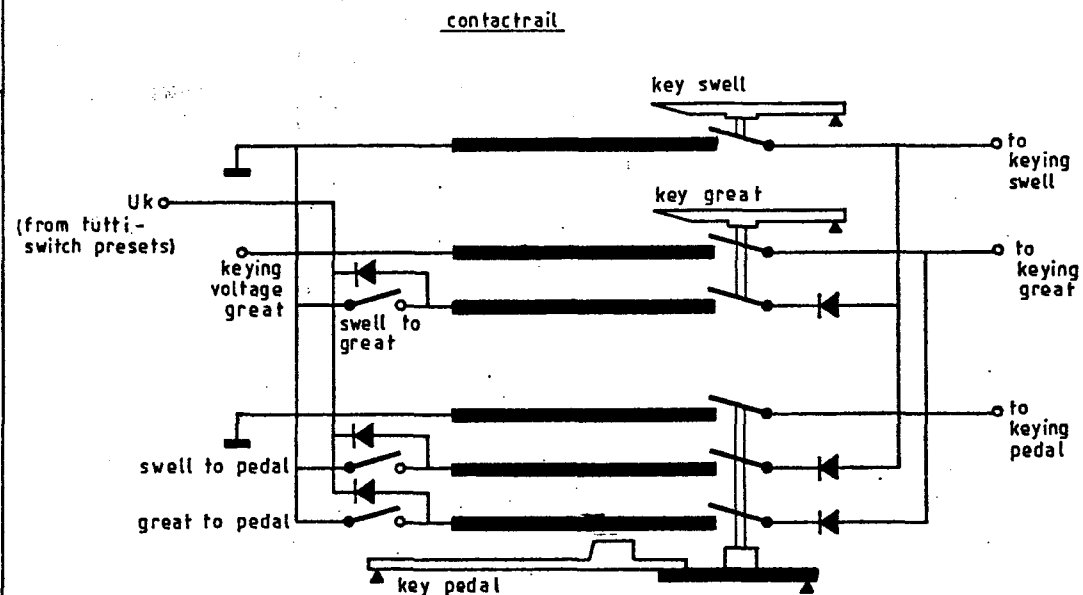 contactrail
key swell
to
keying
swell
Uk
(from tutti-
switch presets)
key great
to
keying
great
keying
voltage
great
swell to
great
to
keying
pedal
swell to pedal
great to pedal
key pedal